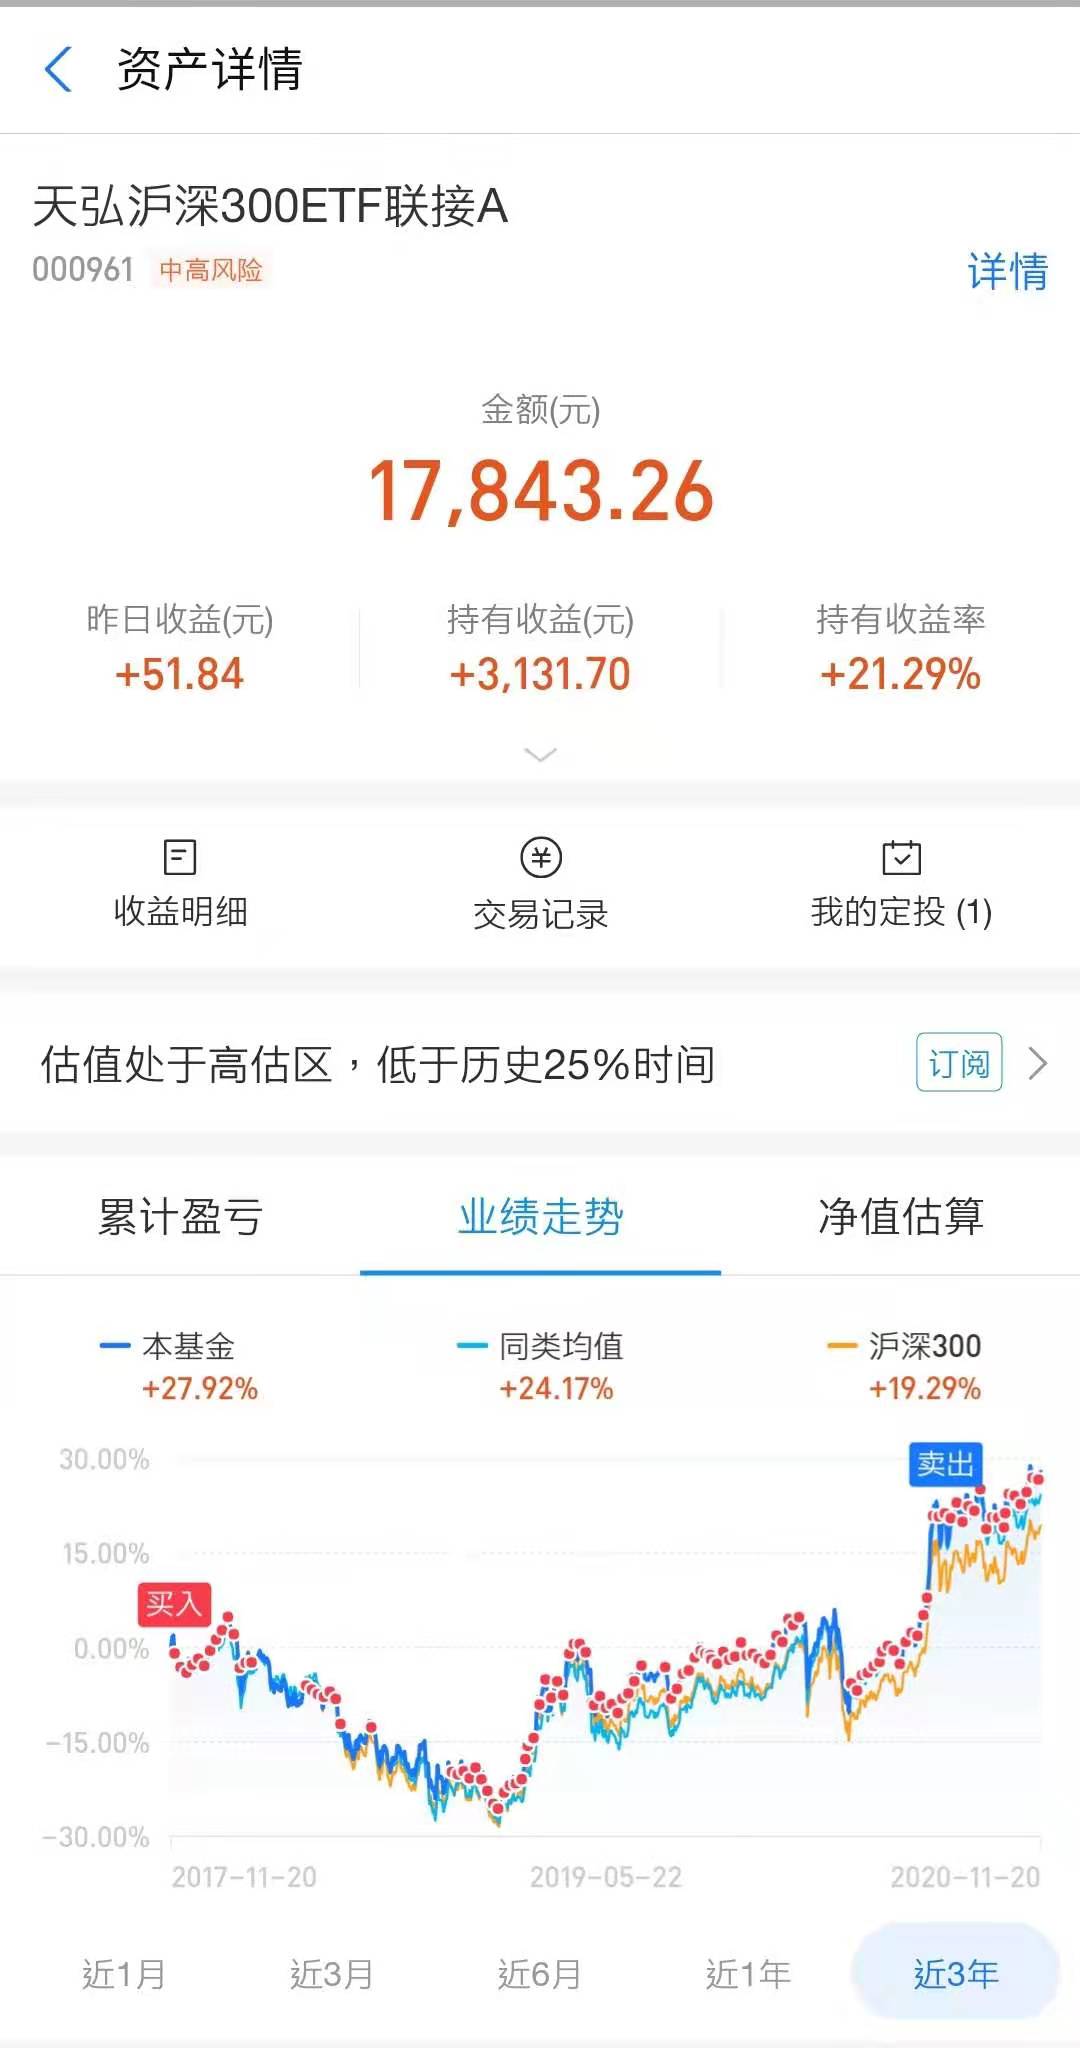 资产详情
天弘沪深300ETF联接A
000961 中高风险 详情
金额(元)
17,843.26
昨日收益(元) 持有收益(元) 持有收益率
+51.84 +3,131.70 +21.29%
收益明细 交易记录 我的定投 (1)
估值处于高估区，低于历史25%时间 订阅
累计盈亏 业绩走势 净值估算
本基金 同类均值 沪深300
+27.92% +24.17% +19.29%
30.00%
卖出
15.00%
买入
0.00%
-15.00%
-30.00%
2017-11-20 2019-05-22 2020-11-20
近1月 近3月 近6月 近1年 近3年